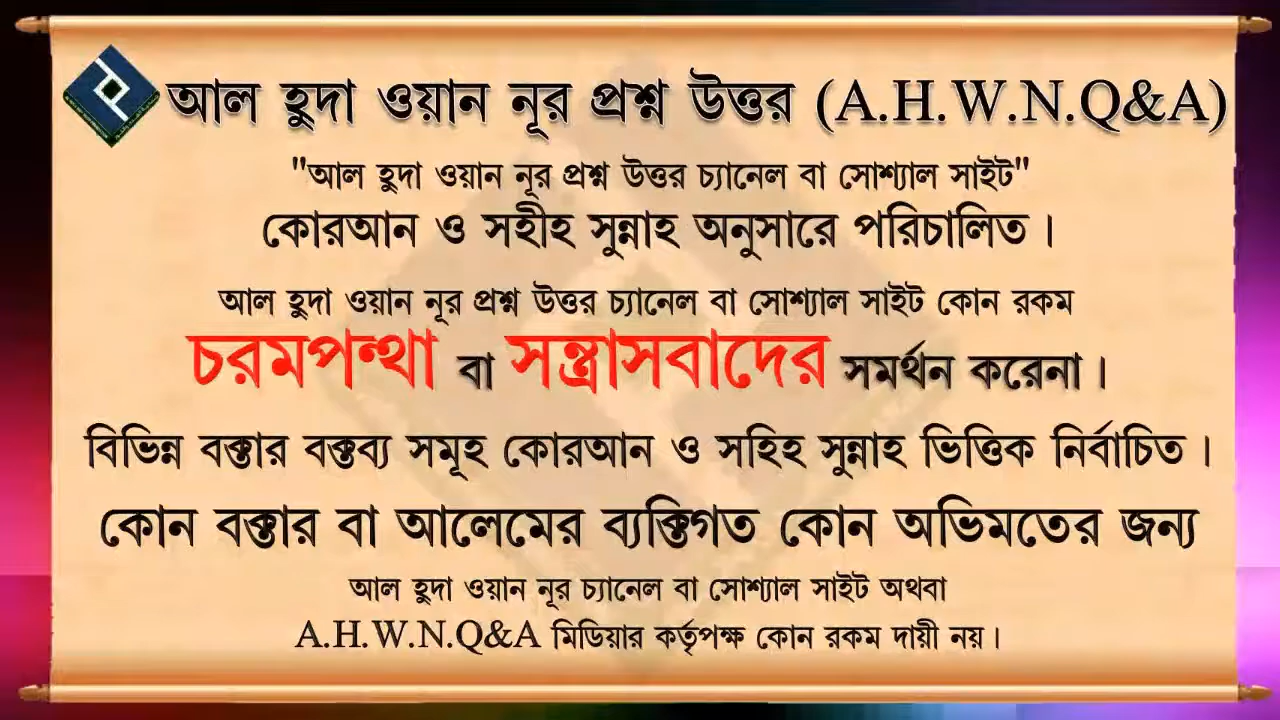 আল হুদা ওয়ান নূর প্রশ্ন উত্তর (A.H.W.N.Q&A)
"আল হুদা ওয়ান নূর প্রশ্ন উত্তর চ্যানেল বা সোশ্যাল সাইট"
কোরআন ও সহীহ সুন্নাহ অনুসারে পরিচালিত।
আল হুদা ওয়ান নূর প্রশ্ন উত্তর চ্যানেল বা সোশ্যাল সাইট কোন রকম
চরমপন্থা বা সন্ত্রাসবাদের সমর্থন করেনা।
বিভিন্ন বক্তার বক্তব্য সমূহ কোরআন ও সহিহ সুন্নাহ ভিত্তিক নির্বাচিত।
কোন বক্তার বা আলেমের ব্যক্তিগত কোন অভিমতের জন্য
আল হুদা ওয়ান নূর চ্যানেল বা সোশ্যাল সাইট অথবা
A.H.W.N.Q&A মিডিয়ার কর্তৃপক্ষ কোন রকম দায়ী নয়।